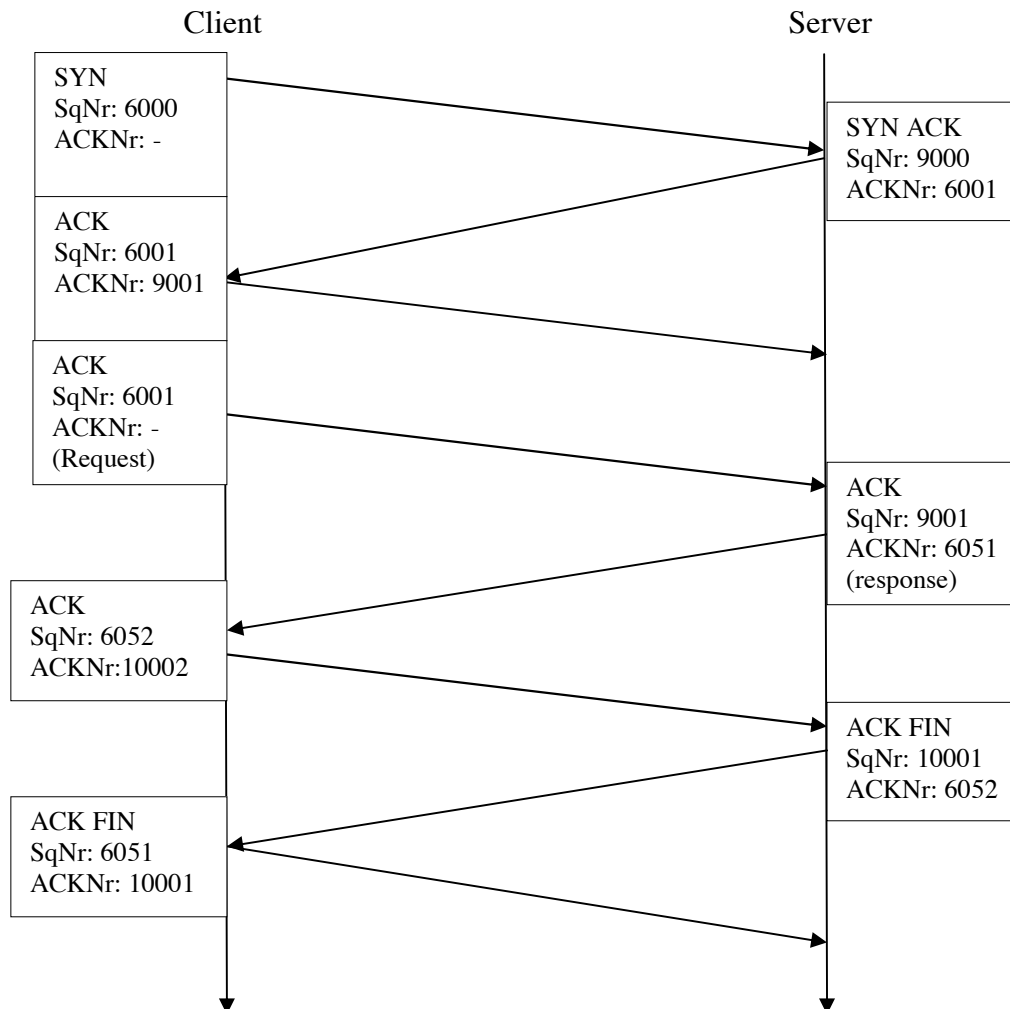 Client
Server
SYN
SqNr: 6000
ACKNr: -
SYN ACK
SqNr: 9000
ACKNr: 6001
ACK
SqNr: 6001
ACKNr: 9001
ACK
SqNr: 6001
ACKNr: -
(Request)
ACK
SqNr: 9001
ACKNr: 6051
(response)
ACK
SqNr: 6052
ACKNr:10002
ACK FIN
SqNr: 10001
ACKNr: 6052
ACK FIN
SqNr: 6051
ACKNr: 10001